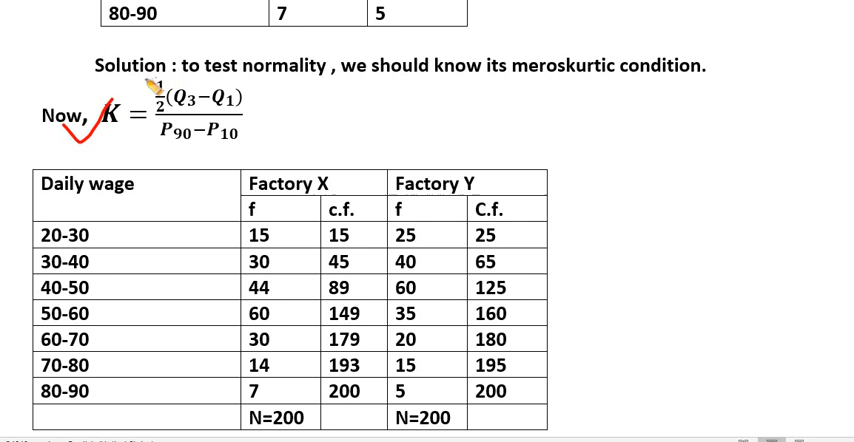 80-90 7 5
Solution : to test normality , we should know its meroskurtic condition.
Now, K = 1/2(Q3−Q1) / P90−P10
Daily wage Factory X Factory Y
f c.f. f C.f.
20-30 15 15 25 25
30-40 30 45 40 65
40-50 44 89 60 125
50-60 60 149 35 160
60-70 30 179 20 180
70-80 14 193 15 195
80-90 7 200 5 200
N=200 N=200